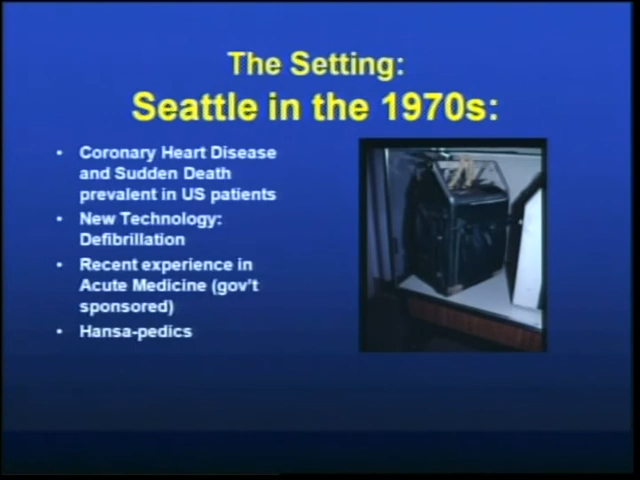 The Setting:
Seattle in the 1970s:
• Coronary Heart Disease
and Sudden Death
prevalent in US patients
• New Technology:
Defibrillation
• Recent experience in
Acute Medicine (gov't
sponsored)
• Hansa-pedics